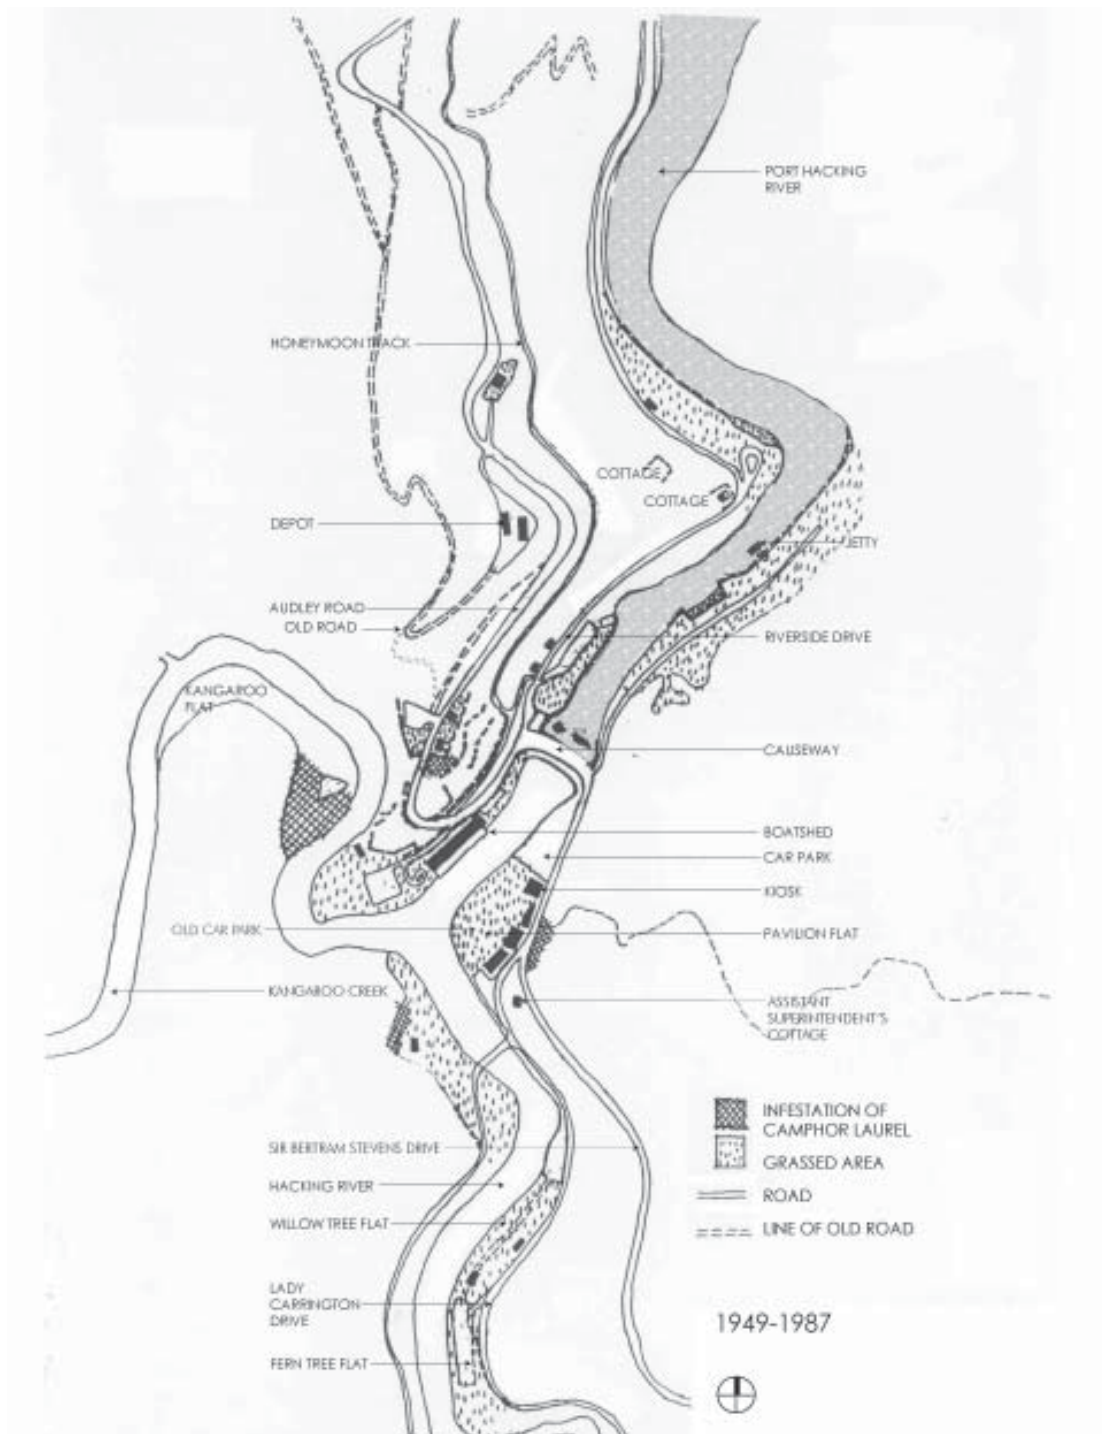 PORT HACKING
RIVER
HONEYMOON TRACK
COTTAGE
COTTAGE
DEPOT
JETTY
AUDLEY ROAD
OLD ROAD
RIVERSIDE DRIVE
KANGAROO
FLAT
CAUSEWAY
BOATSHED
CAR PARK
KIOSK
OLD CAR PARK
PAVILION FLAT
KANGAROO CREEK
ASSISTANT
SUPERINTENDENT'S
COTTAGE
INFESTATION OF
CAMPHOR LAUREL
SIR BERTRAM STEVENS DRIVE
GRASSED AREA
HACKING RIVER
ROAD
WILLOW TREE FLAT
LINE OF OLD ROAD
LADY
CARRINGTON
DRIVE
1949-1987
FERN TREE FLAT